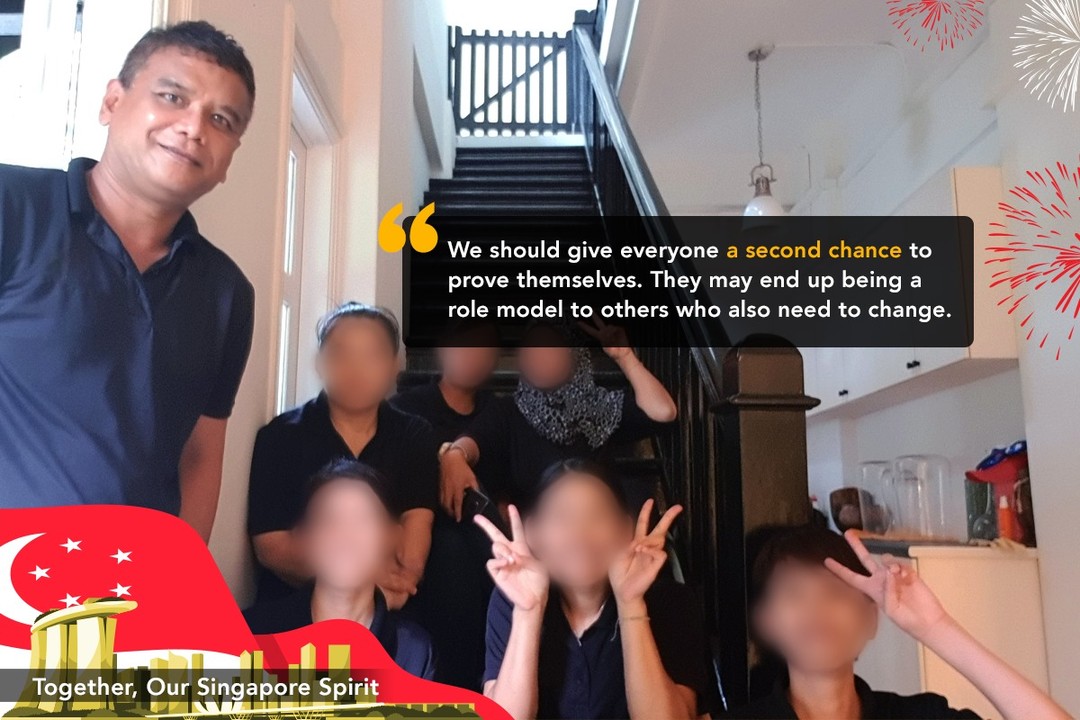 “We should give everyone a second chance to
prove themselves. They may end up being a
role model to others who also need to change.
Together, Our Singapore Spirit